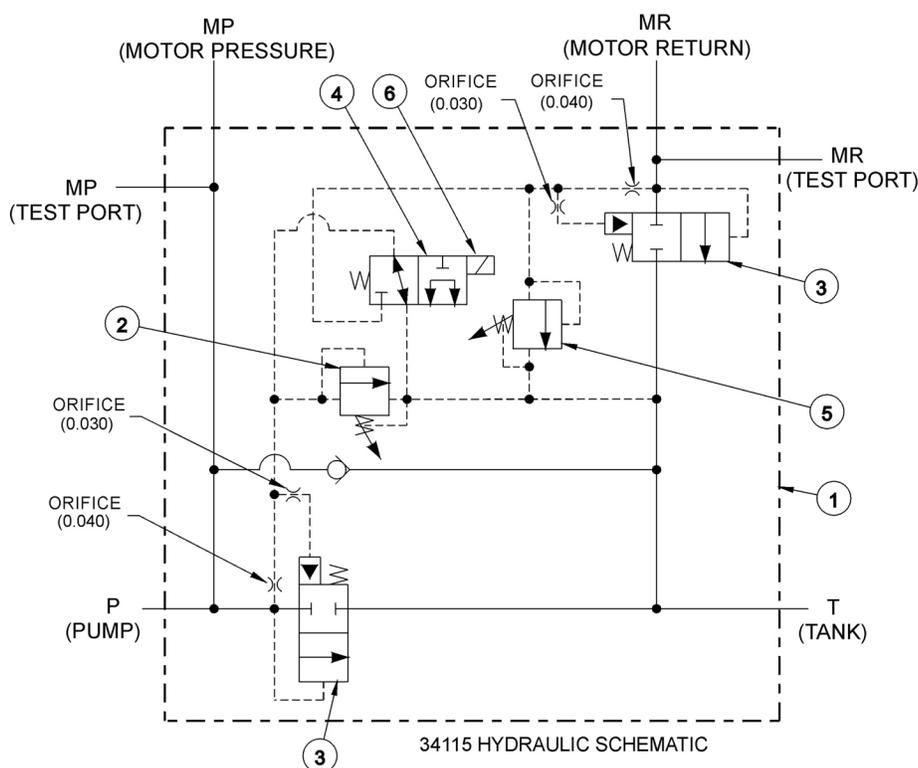 MP
(MOTOR PRESSURE)
MR
(MOTOR RETURN)
4
6
ORIFICE
(0.030)
ORIFICE
(0.040)
MR
(TEST PORT)
MP
(TEST PORT)
3
2
5
ORIFICE
(0.030)
1
ORIFICE
(0.040)
P
(PUMP)
T
(TANK)
3
34115 HYDRAULIC SCHEMATIC